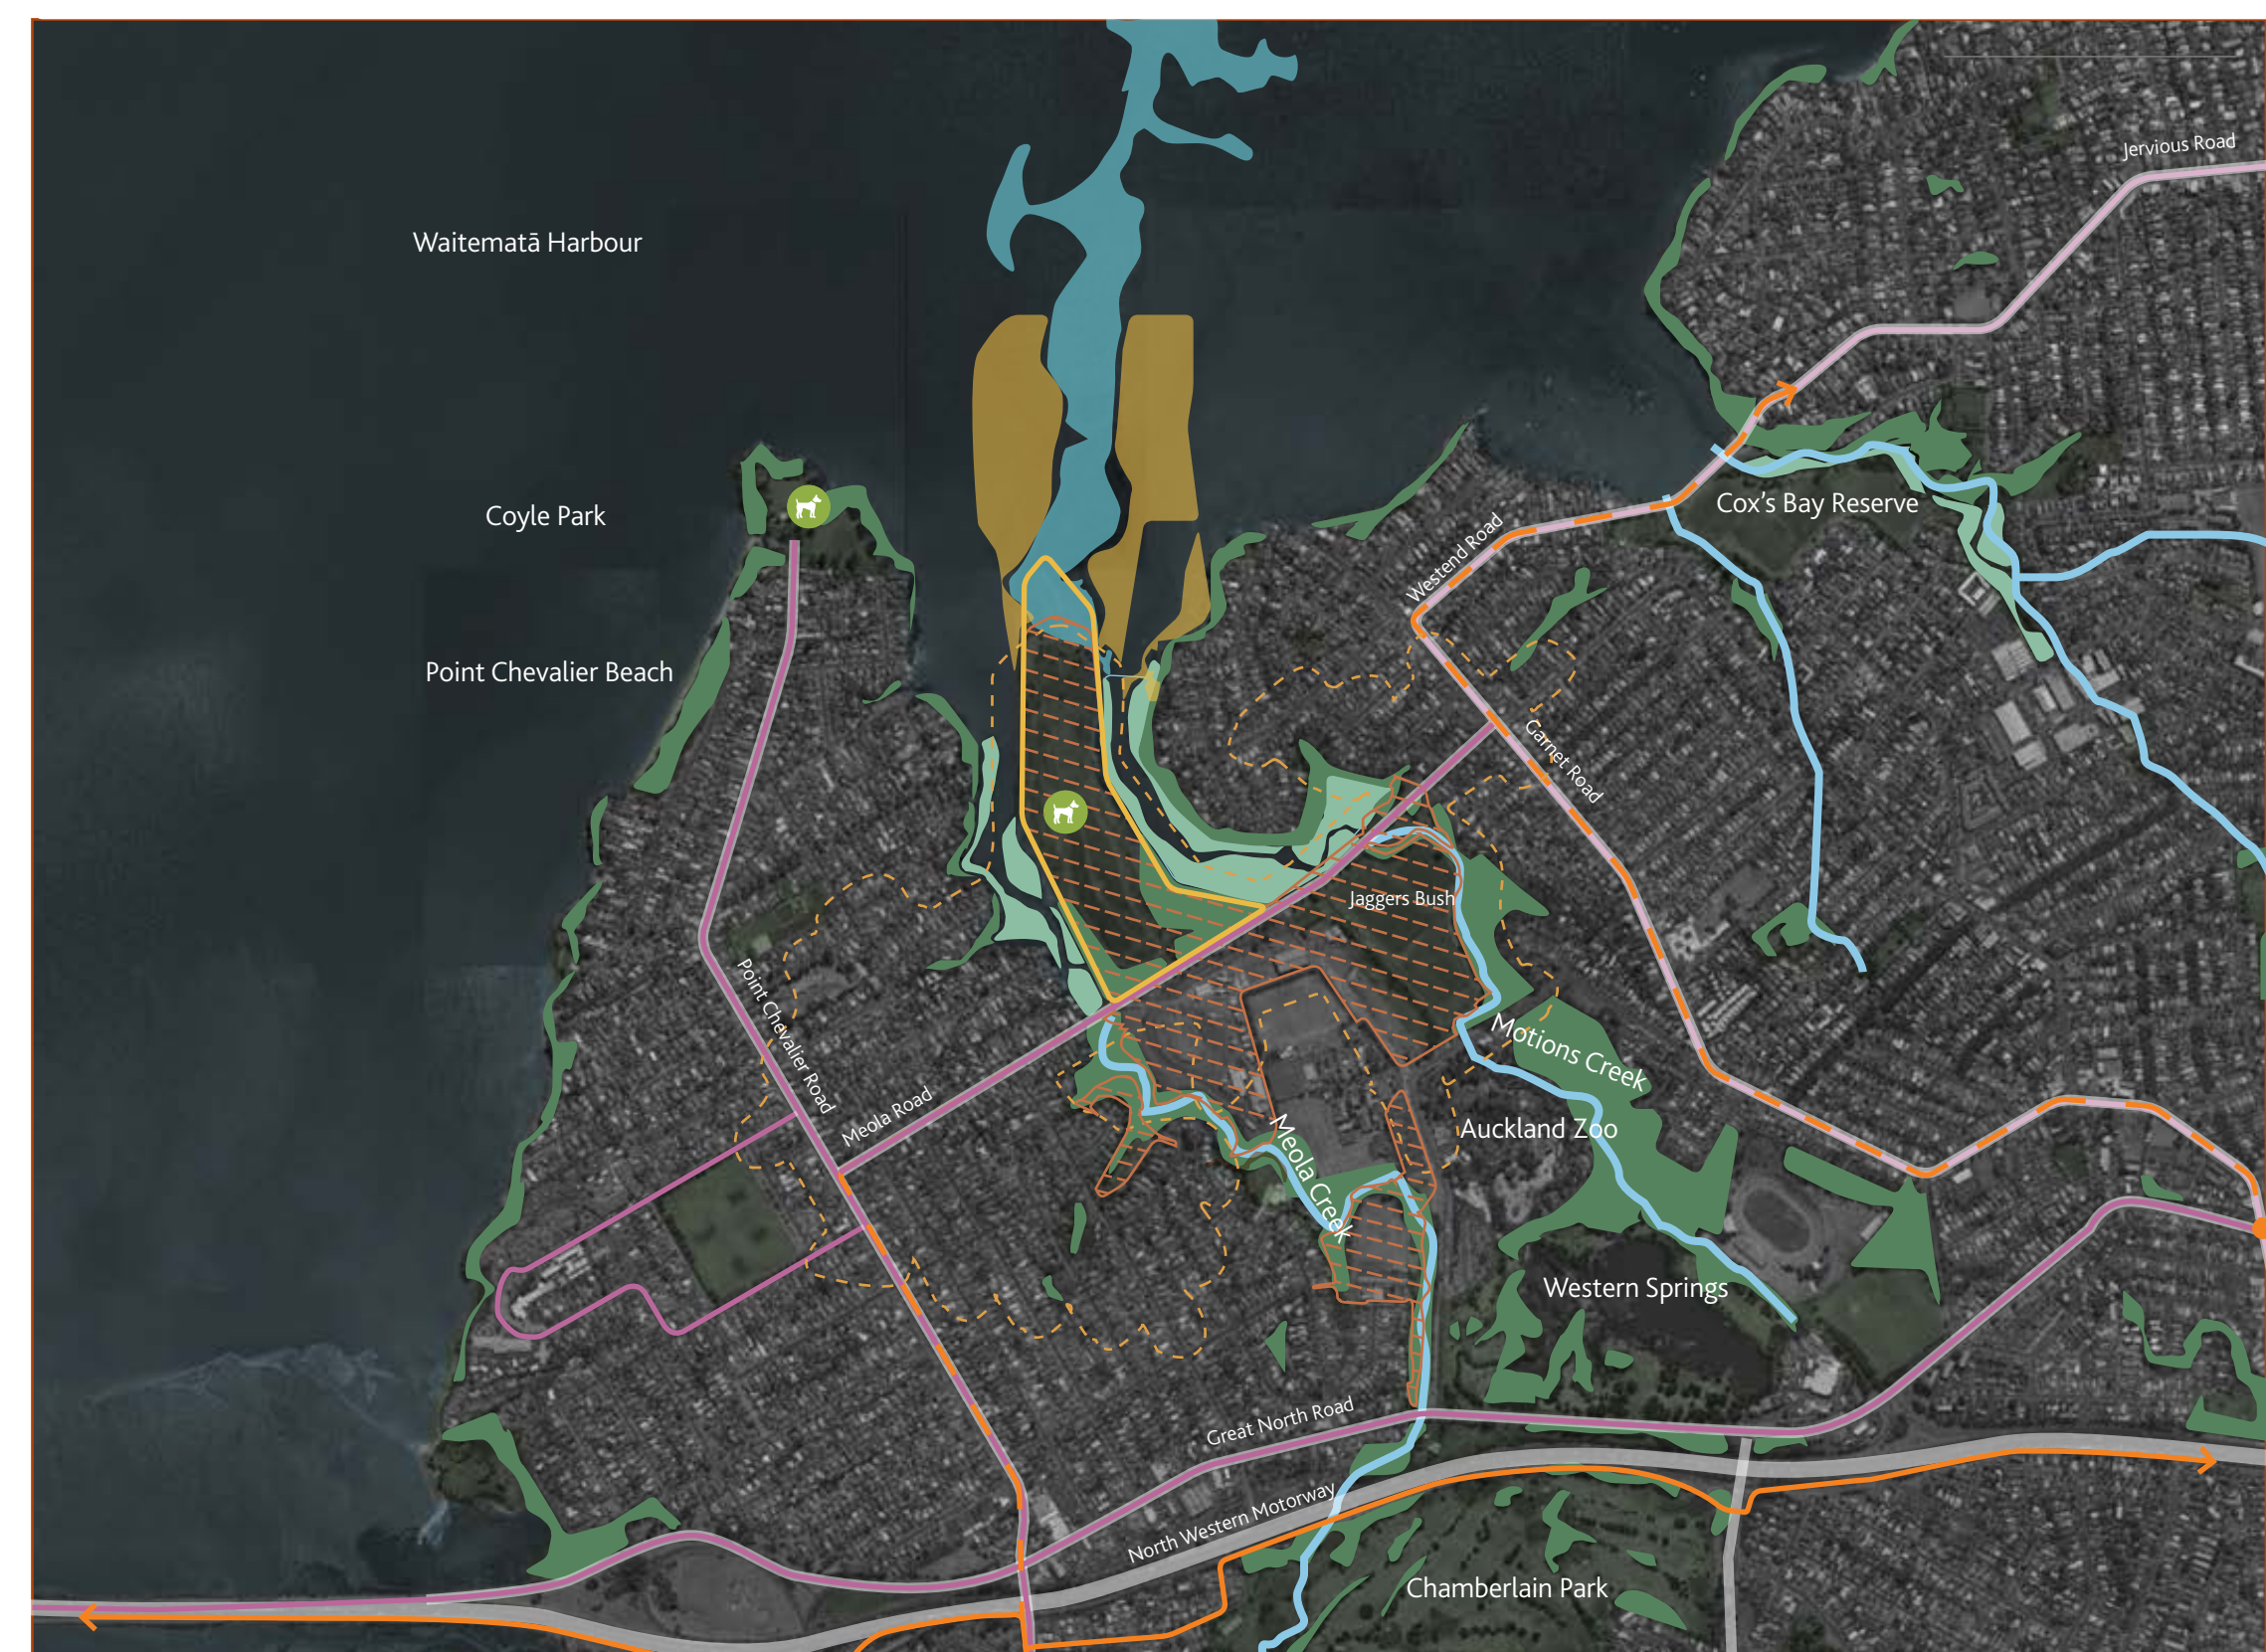 Jervious Road
Waitematā Harbour
Cox's Bay Reserve
Coyle Park
Westend Road
Point Chevalier Beach
Garnet Road
Jaggers Bush
Point Chevalier Road
Motions Creek
Meola Road
Auckland Zoo
Meola Creek
Western Springs
Great North Road
North Western Motorway
Chamberlain Park